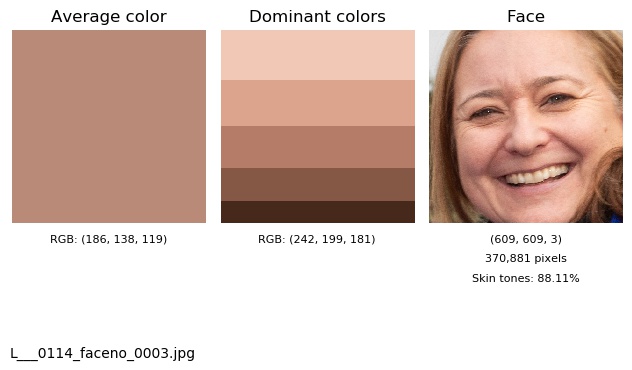 Average color
Dominant colors
Face
RGB: (186, 138, 119)
RGB: (242, 199, 181)
(609, 609, 3)
370,881 pixels
Skin tones: 88.11%
L___0114_faceno_0003.jpg